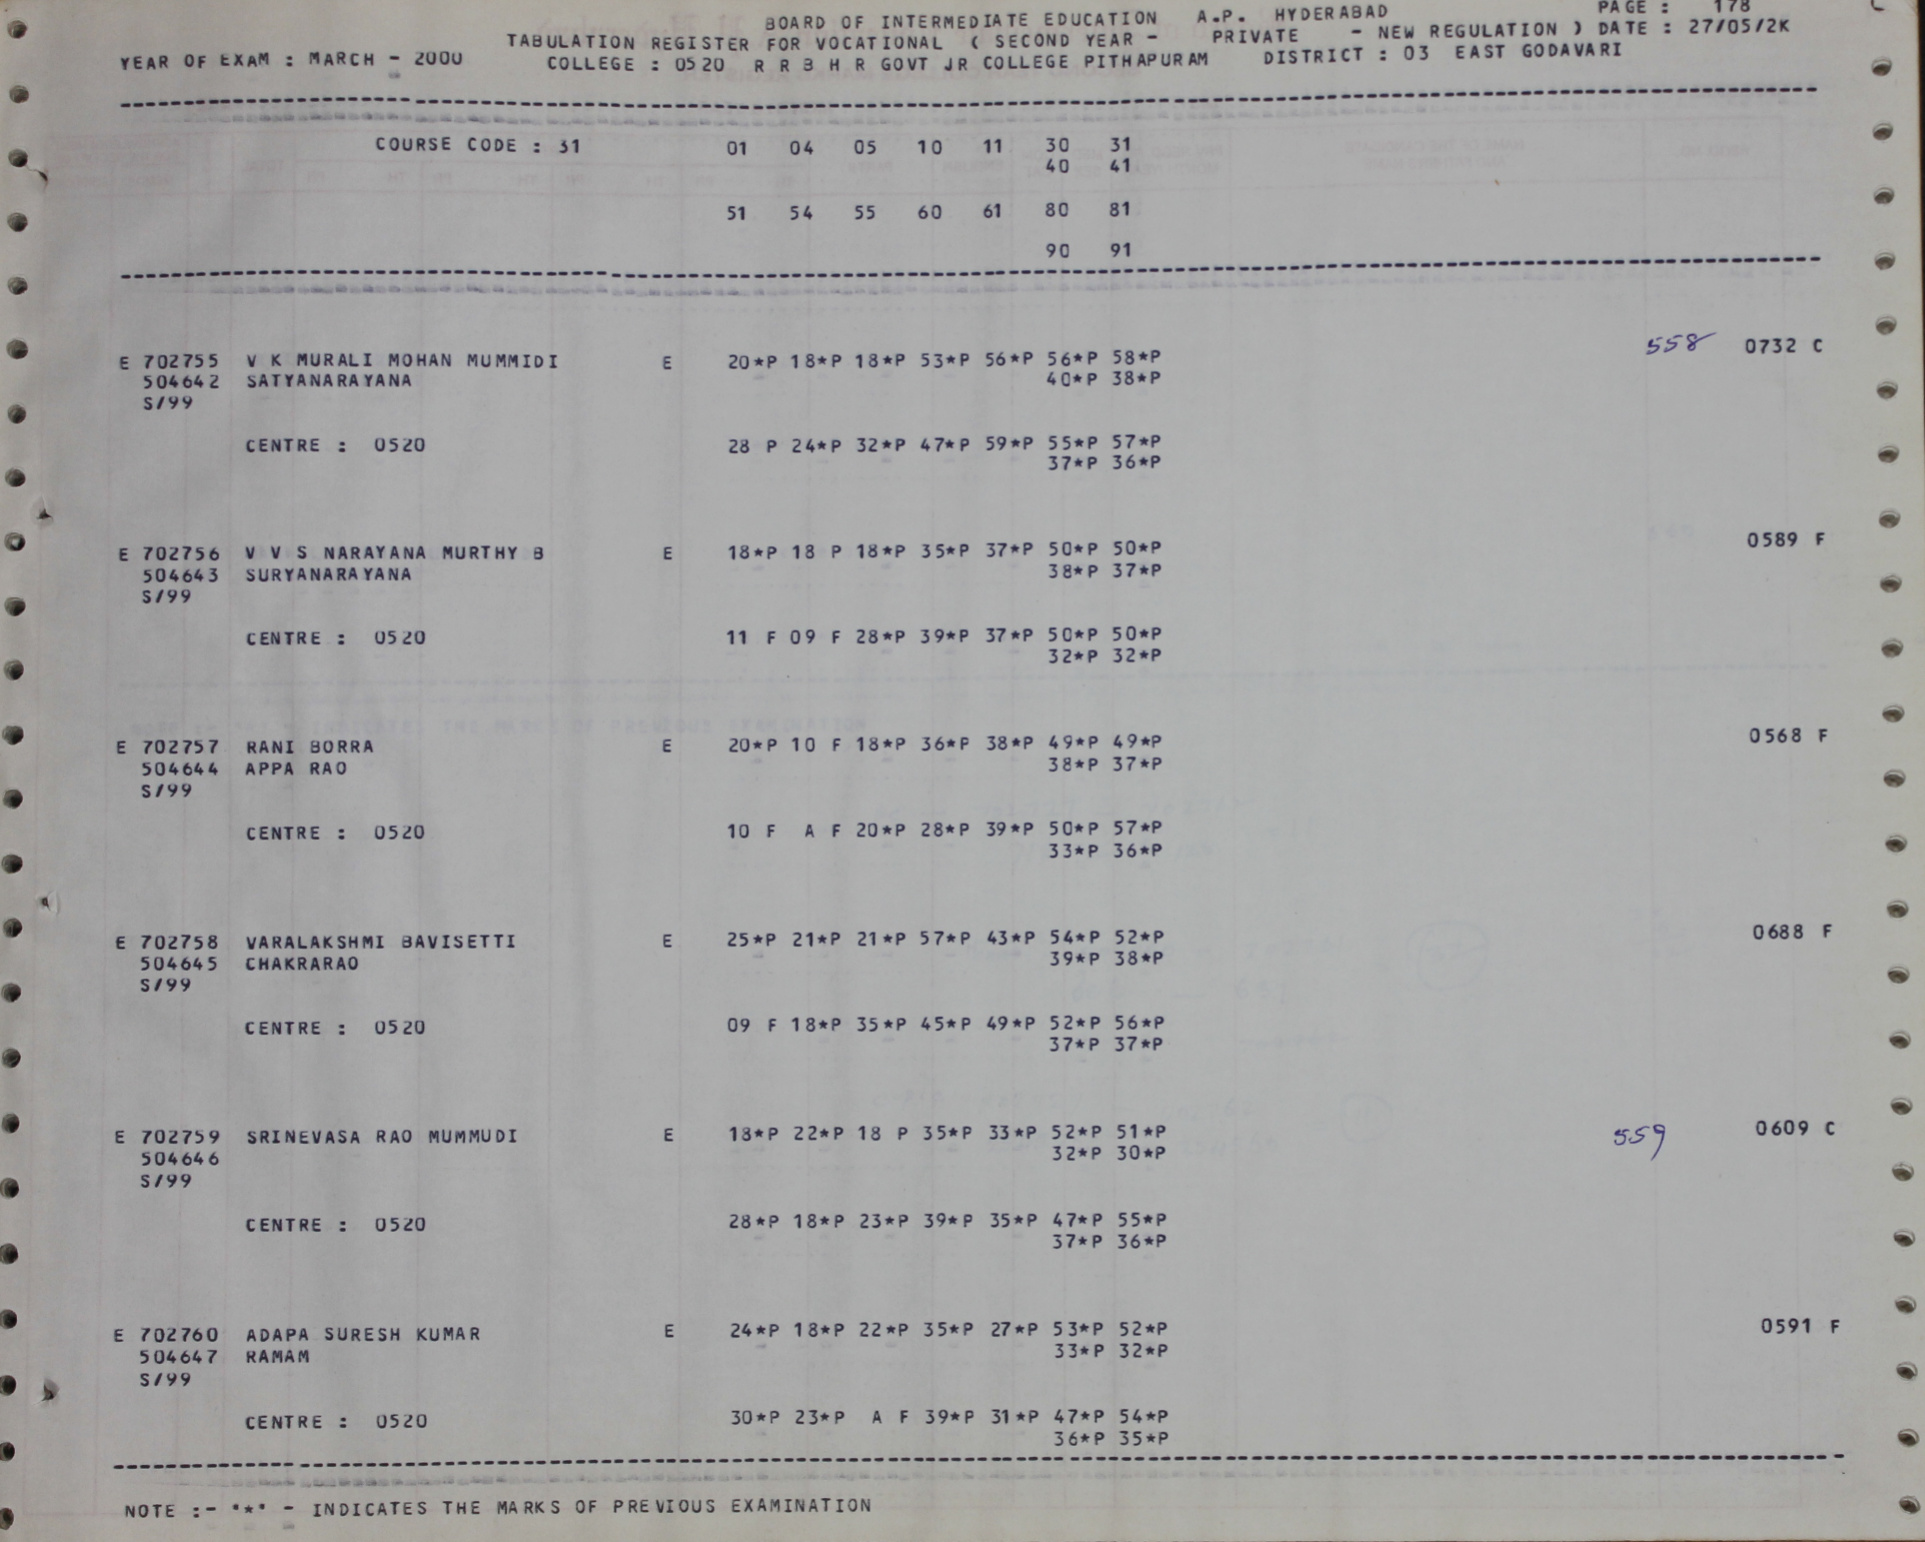 BOARD OF INTERMEDIATE EDUCATION A.P. HYDERABAD PAGE : 178
TABULATION REGISTER FOR VOCATIONAL ( SECOND YEAR - PRIVATE - NEW REGULATION ) DATE : 27/05/2K
YEAR OF EXAM : MARCH - 2000 COLLEGE : 0520 R R B H R GOVT JR COLLEGE PITHAPURAM DISTRICT : 03 EAST GODAVARI
COURSE CODE : 31 01 04 05 10 11 30 31
40 41
51 54 55 60 61 80 81
90 91
E 702755 V K MURALI MOHAN MUMMIDI E 20*P 18*P 18*P 53*P 56*P 56*P 58*P 558 0732 C
504642 SATYANARAYANA 40*P 38*P
S/99
CENTRE : 0520 28 P 24*P 32*P 47*P 59*P 55*P 57*P
37*P 36*P
E 702756 V V S NARAYANA MURTHY B E 18*P 18 P 18*P 35*P 37*P 50*P 50*P 0589 F
504643 SURYANARAYANA 38*P 37*P
S/99
CENTRE : 0520 11 F 09 F 28*P 39*P 37*P 50*P 50*P
32*P 32*P
E 702757 RANI BORRA E 20*P 10 F 18*P 36*P 38*P 49*P 49*P 0568 F
504644 APPA RAO 38*P 37*P
S/99
CENTRE : 0520 10 F A F 20*P 28*P 39*P 50*P 57*P
33*P 36*P
E 702758 VARALAKSHMI BAVISETTI E 25*P 21*P 21*P 57*P 43*P 54*P 52*P 0688 F
504645 CHAKRARAO 39*P 38*P
S/99
CENTRE : 0520 09 F 18*P 35*P 45*P 49*P 52*P 56*P
37*P 37*P
E 702759 SRINEVASA RAO MUMMUDI E 18*P 22*P 18 P 35*P 33*P 52*P 51*P 559 0609 C
504646 32*P 30*P
S/99
CENTRE : 0520 28*P 18*P 23*P 39*P 35*P 47*P 55*P
37*P 36*P
E 702760 ADAPA SURESH KUMAR E 24*P 18*P 22*P 35*P 27*P 53*P 52*P 0591 F
504647 RAMAM 33*P 32*P
S/99
CENTRE : 0520 30*P 23*P A F 39*P 31*P 47*P 54*P
36*P 35*P
NOTE :- '*' - INDICATES THE MARKS OF PREVIOUS EXAMINATION